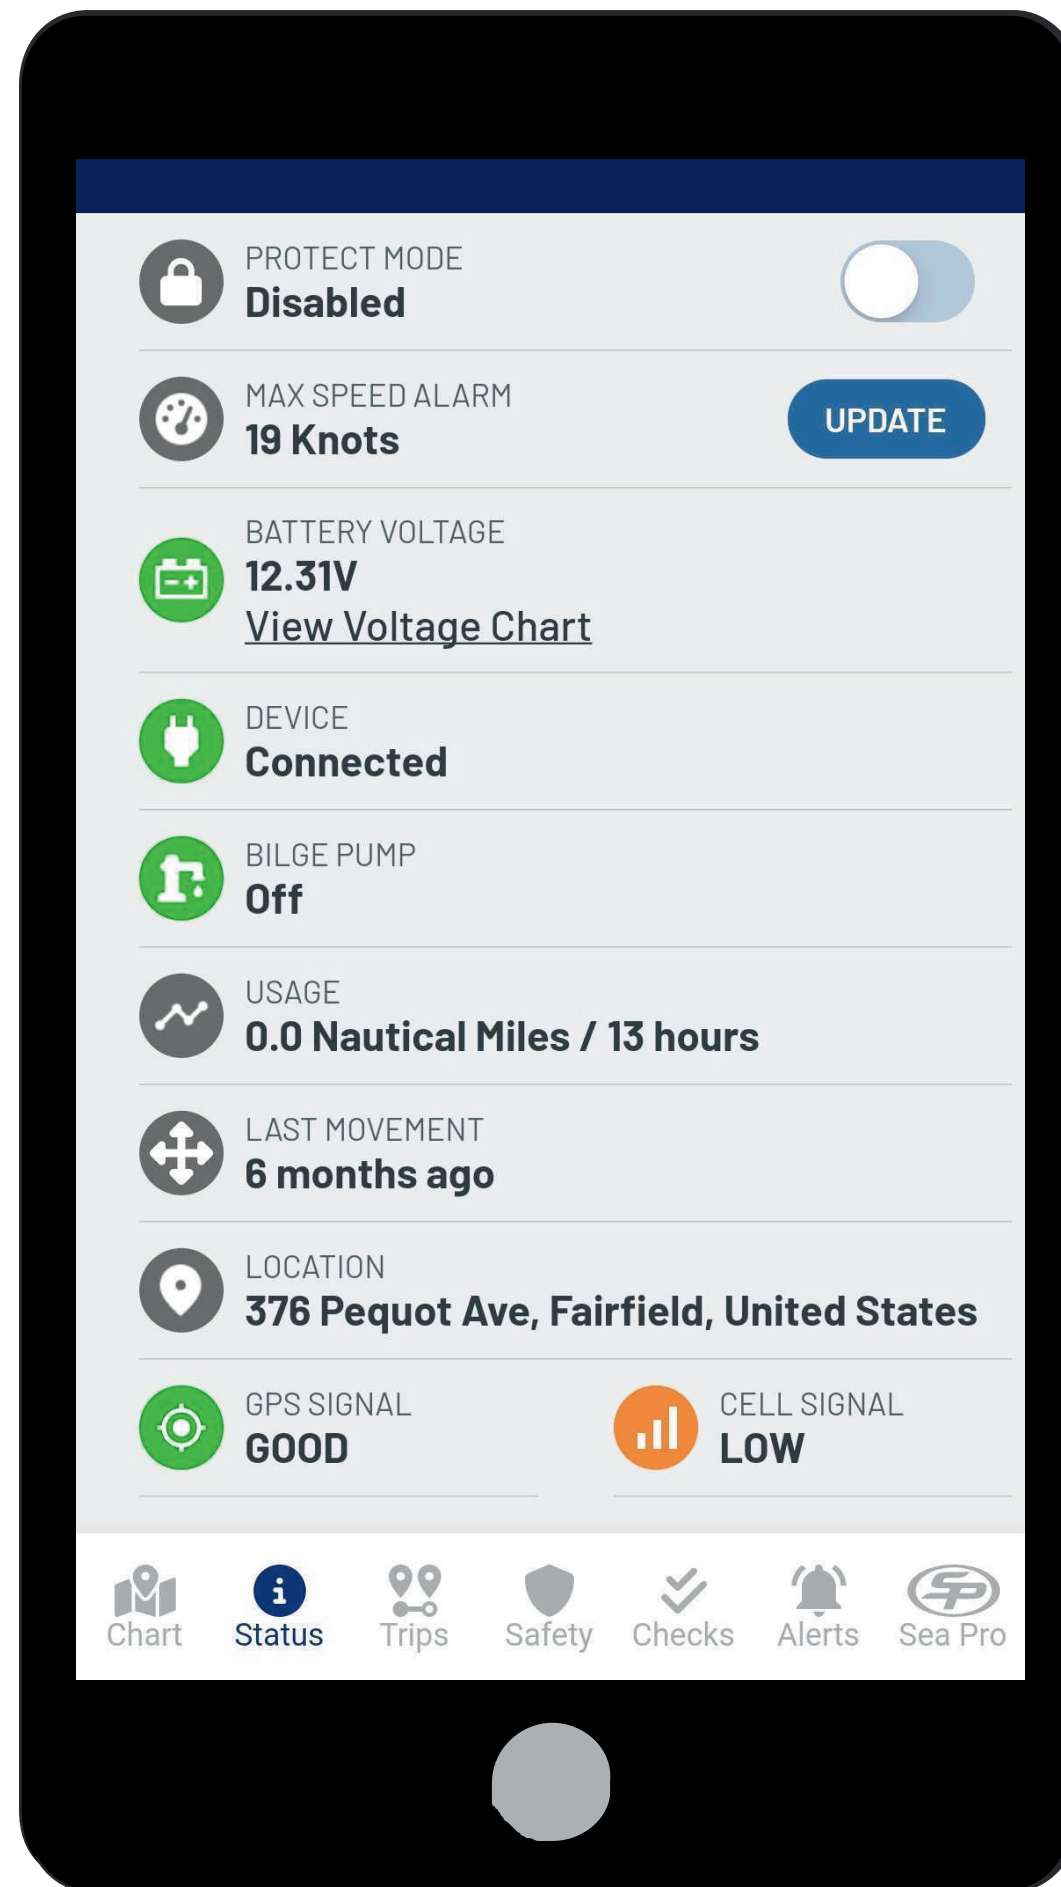 PROTECT MODE
Disabled
MAX SPEED ALARM
19 Knots
UPDATE
BATTERY VOLTAGE
12.31V
View Voltage Chart
DEVICE
Connected
BILGE PUMP
Off
USAGE
0.0 Nautical Miles / 13 hours
LAST MOVEMENT
6 months ago
LOCATION
376 Pequot Ave, Fairfield, United States
GPS SIGNAL
GOOD
CELL SIGNAL
LOW
Chart
Status
Trips
Safety
Checks
Alerts
SP
Sea Pro